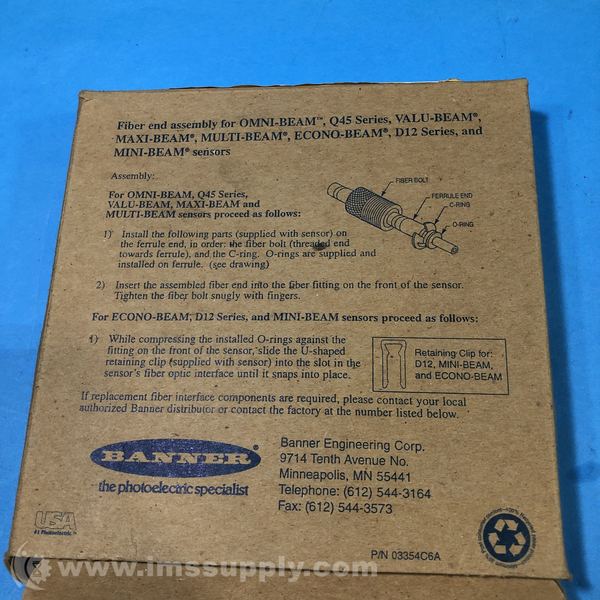 Fiber end assembly for OMNI-BEAM™, Q45 Series, VALU-BEAM®,
MAXI-BEAM®, MULTI-BEAM®, ECONO-BEAM®, D12 Series, and
MINI-BEAM® sensors
Assembly:
For OMNI-BEAM, Q45 Series,
VALU-BEAM, MAXI-BEAM and
MULTI-BEAM sensors proceed as follows:
FIBER BOLT
FERRULE END
C-RING
O-RING
1) Install the following parts (supplied with sensor) on
the ferrule end, in order: the fiber bolt (threaded end
towards ferrule), and the C-ring. O-rings are supplied and
installed on ferrule. (see drawing)
2) Insert the assembled fiber end into the fiber fitting on the front of the sensor.
Tighten the fiber bolt snugly with fingers.
For ECONO-BEAM, D12 Series, and MINI-BEAM sensors proceed as follows:
1) While compressing the installed O-rings against the
fitting on the front of the sensor, slide the U-shaped
retaining clip (supplied with sensor) into the slot in the
sensor's fiber optic interface until it snaps into place.
Retaining Clip for:
D12, MINI-BEAM,
and ECONO-BEAM
If replacement fiber interface components are required, please contact your local
authorized Banner distributor or contact the factory at the number listed below.
BANNER
the photoelectric specialist
Banner Engineering Corp.
9714 Tenth Avenue No.
Minneapolis, MN 55441
Telephone: (612) 544-3164
Fax: (612) 544-3573
USA
#1 Photoelectric™
P/N 03354C6A
www.imssupply.com